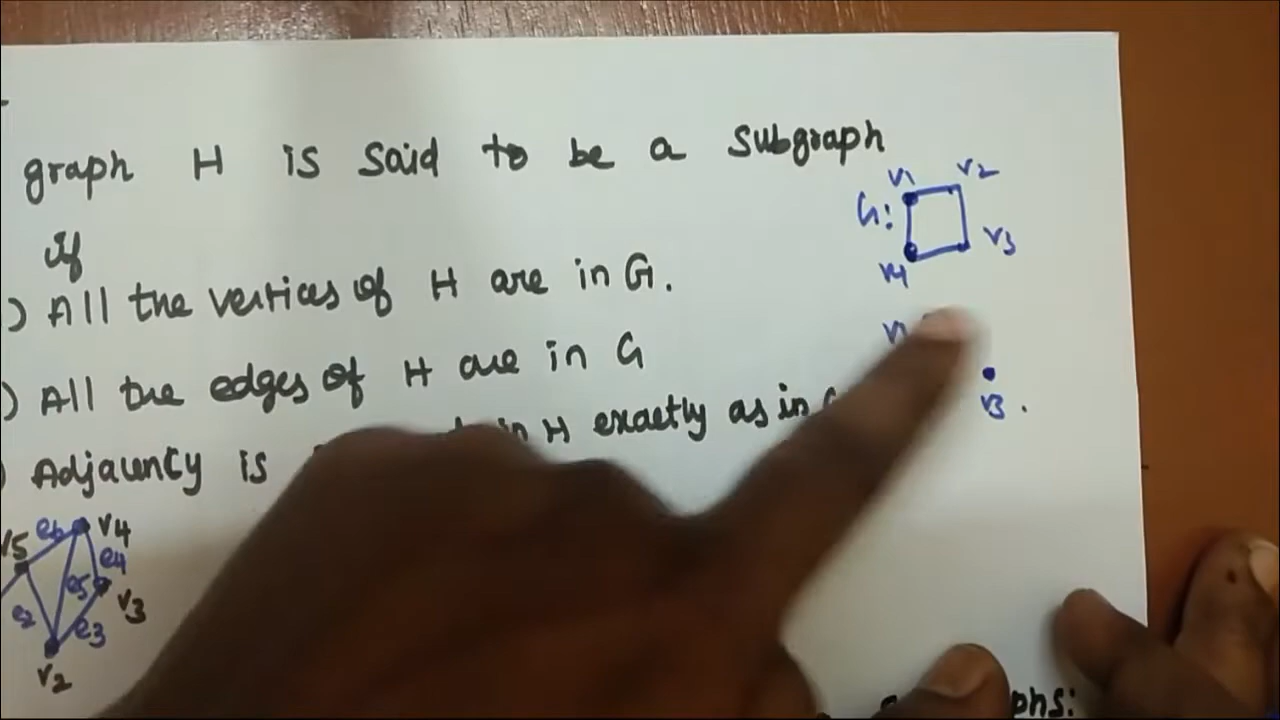 graph H is said to be a subgraph
if
) All the vertices of H are in G.
) All the edges of H are in G
) Adjacency is in H exactly as in
G:
v1 v2
v4 v3
v3 .
v5 e6 v4
e4
e5
v3
e2 e3
v2